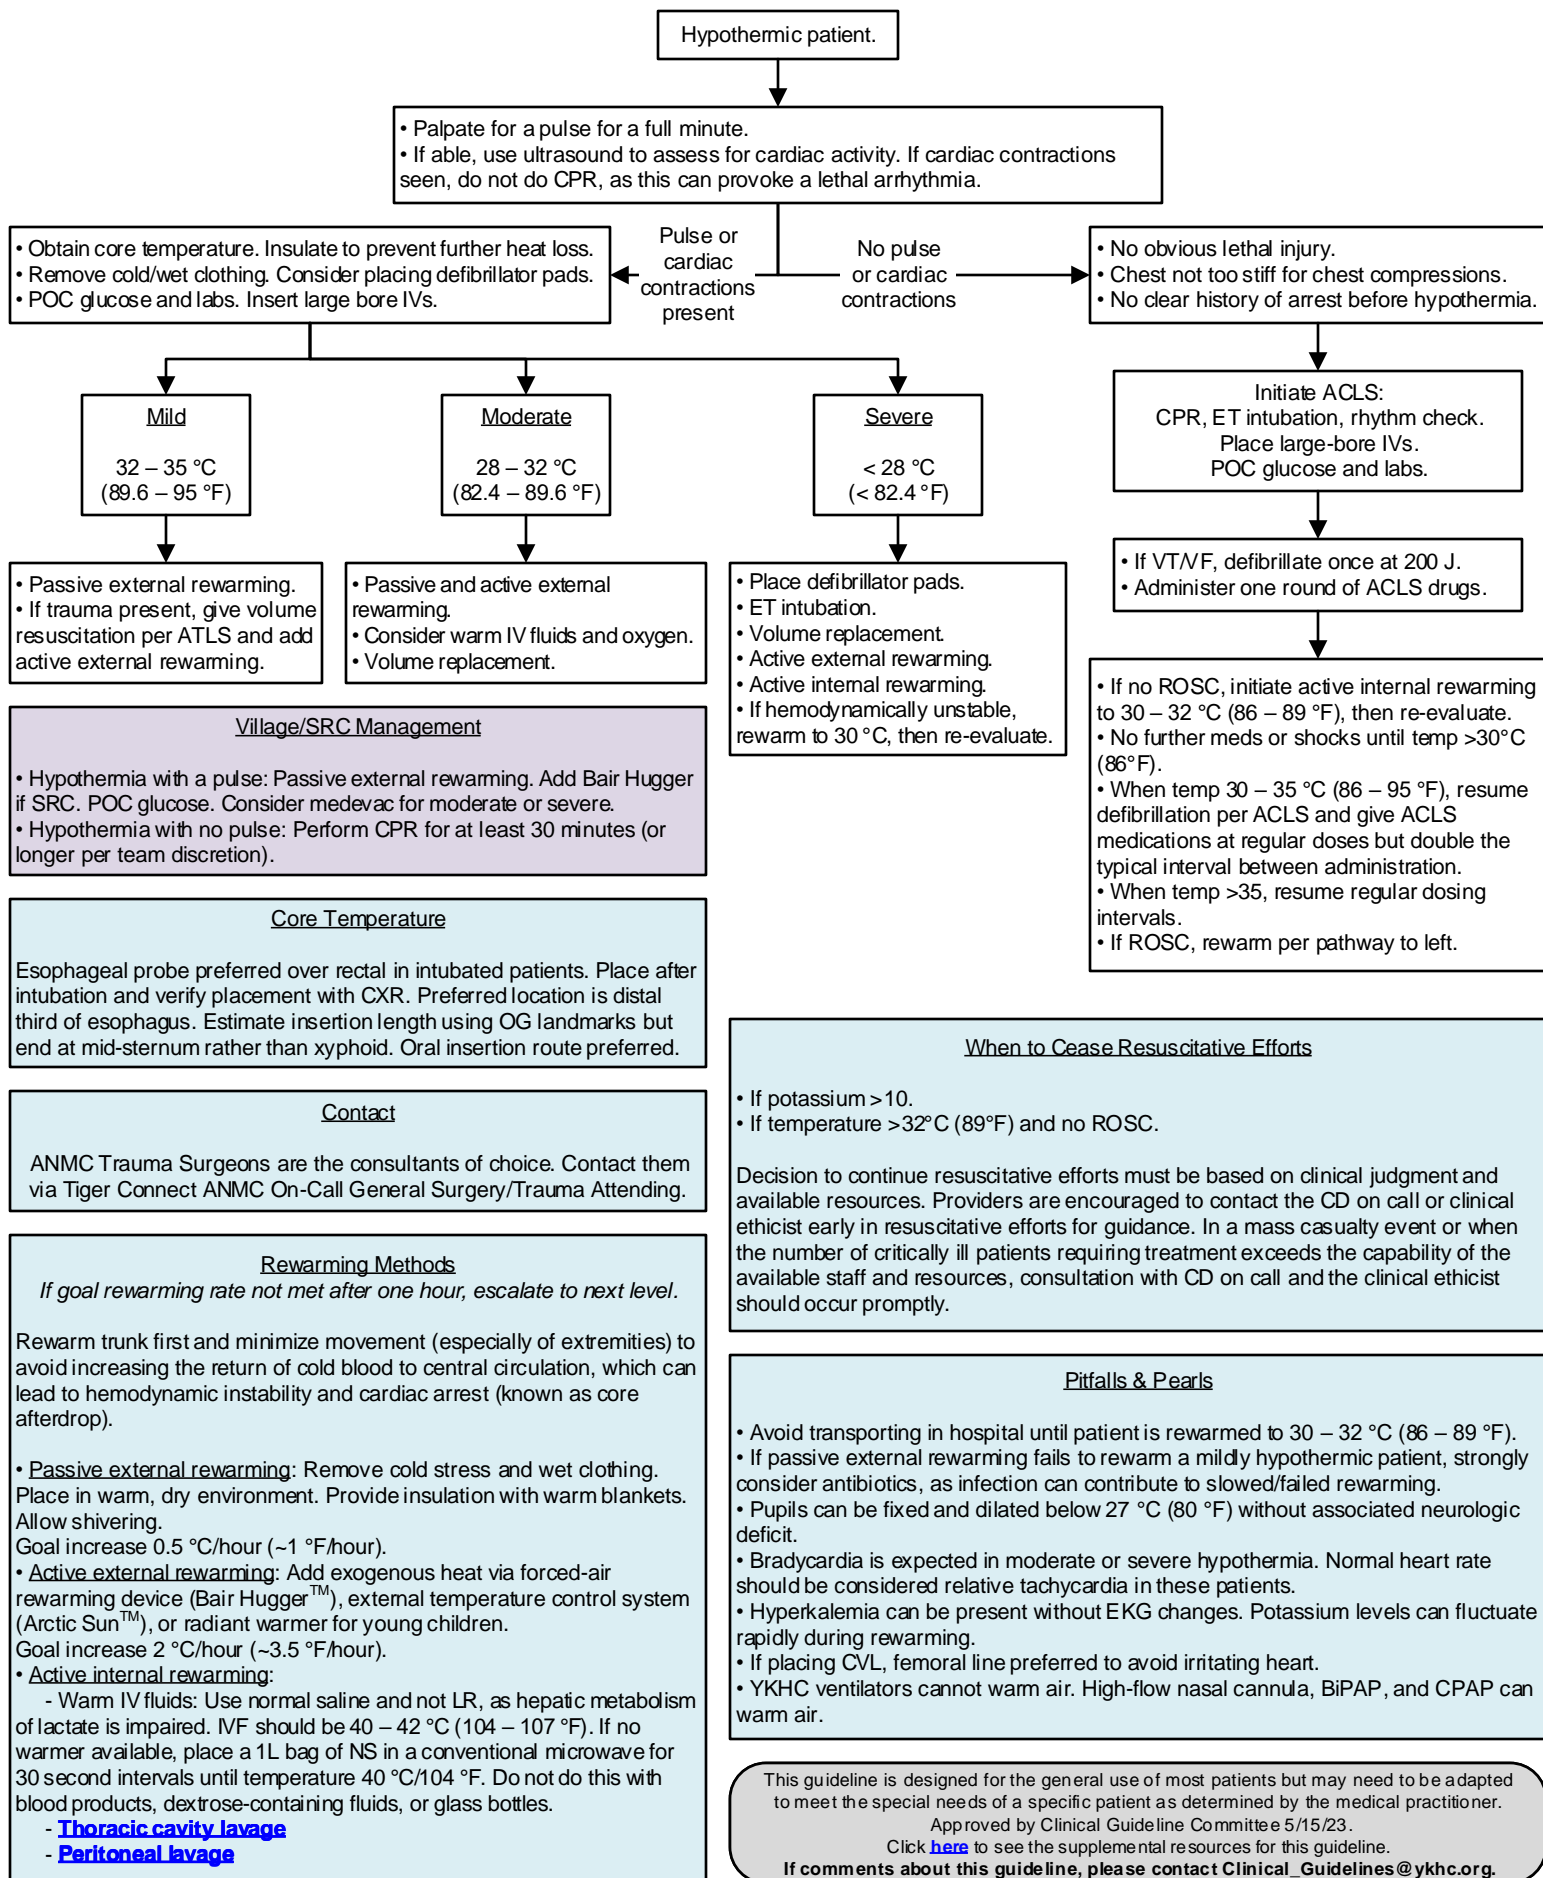 Hypothermic patient.
• Palpate for a pulse for a full minute.
• If able, use ultrasound to assess for cardiac activity. If cardiac contractions
seen, do not do CPR, as this can provoke a lethal arrhythmia.
Pulse or
cardiac
contractions
present
No pulse
or cardiac
contractions
• Obtain core temperature. Insulate to prevent further heat loss.
• Remove cold/wet clothing. Consider placing defibrillator pads.
• POC glucose and labs. Insert large bore IVs.
• No obvious lethal injury.
• Chest not too stiff for chest compressions.
• No clear history of arrest before hypothermia.
Mild
32 – 35 °C
(89.6 – 95 °F)
Moderate
28 – 32 °C
(82.4 – 89.6 °F)
Severe
< 28 °C
(< 82.4 °F)
Initiate ACLS:
CPR, ET intubation, rhythm check.
Place large-bore IVs.
POC glucose and labs.
• Passive external rewarming.
• If trauma present, give volume
resuscitation per ATLS and add
active external rewarming.
• Passive and active external
rewarming.
• Consider warm IV fluids and oxygen.
• Volume replacement.
• Place defibrillator pads.
• ET intubation.
• Volume replacement.
• Active external rewarming.
• Active internal rewarming.
• If hemodynamically unstable,
rewarm to 30 °C, then re-evaluate.
• If VT/VF, defibrillate once at 200 J.
• Administer one round of ACLS drugs.
• If no ROSC, initiate active internal rewarming
to 30 – 32 °C (86 – 89 °F), then re-evaluate.
• No further meds or shocks until temp >30°C
(86°F).
• When temp 30 – 35 °C (86 – 95 °F), resume
defibrillation per ACLS and give ACLS
medications at regular doses but double the
typical interval between administration.
• When temp >35, resume regular dosing
intervals.
• If ROSC, rewarm per pathway to left.
Village/SRC Management
• Hypothermia with a pulse: Passive external rewarming. Add Bair Hugger
if SRC. POC glucose. Consider medevac for moderate or severe.
• Hypothermia with no pulse: Perform CPR for at least 30 minutes (or
longer per team discretion).
Core Temperature
Esophageal probe preferred over rectal in intubated patients. Place after
intubation and verify placement with CXR. Preferred location is distal
third of esophagus. Estimate insertion length using OG landmarks but
end at mid-sternum rather than xyphoid. Oral insertion route preferred.
Contact
ANMC Trauma Surgeons are the consultants of choice. Contact them
via Tiger Connect ANMC On-Call General Surgery/Trauma Attending.
Rewarming Methods
If goal rewarming rate not met after one hour, escalate to next level.
Rewarm trunk first and minimize movement (especially of extremities) to
avoid increasing the return of cold blood to central circulation, which can
lead to hemodynamic instability and cardiac arrest (known as core
afterdrop).
• Passive external rewarming: Remove cold stress and wet clothing.
Place in warm, dry environment. Provide insulation with warm blankets.
Allow shivering.
Goal increase 0.5 °C/hour (~1 °F/hour).
• Active external rewarming: Add exogenous heat via forced-air
rewarming device (Bair Hugger™), external temperature control system
(Arctic Sun™), or radiant warmer for young children.
Goal increase 2 °C/hour (~3.5 °F/hour).
• Active internal rewarming:
- Warm IV fluids: Use normal saline and not LR, as hepatic metabolism
of lactate is impaired. IVF should be 40 – 42 °C (104 – 107 °F). If no
warmer available, place a 1L bag of NS in a conventional microwave for
30 second intervals until temperature 40 °C/104 °F. Do not do this with
blood products, dextrose-containing fluids, or glass bottles.
- Thoracic cavity lavage
- Peritoneal lavage
When to Cease Resuscitative Efforts
• If potassium >10.
• If temperature >32°C (89°F) and no ROSC.
Decision to continue resuscitative efforts must be based on clinical judgment and
available resources. Providers are encouraged to contact the CD on call or clinical
ethicist early in resuscitative efforts for guidance. In a mass casualty event or when
the number of critically ill patients requiring treatment exceeds the capability of the
available staff and resources, consultation with CD on call and the clinical ethicist
should occur promptly.
Pitfalls & Pearls
• Avoid transporting in hospital until patient is rewarmed to 30 – 32 °C (86 – 89 °F).
• If passive external rewarming fails to rewarm a mildly hypothermic patient, strongly
consider antibiotics, as infection can contribute to slowed/failed rewarming.
• Pupils can be fixed and dilated below 27 °C (80 °F) without associated neurologic
deficit.
• Bradycardia is expected in moderate or severe hypothermia. Normal heart rate
should be considered relative tachycardia in these patients.
• Hyperkalemia can be present without EKG changes. Potassium levels can fluctuate
rapidly during rewarming.
• If placing CVL, femoral line preferred to avoid irritating heart.
• YKHC ventilators cannot warm air. High-flow nasal cannula, BiPAP, and CPAP can
warm air.
This guideline is designed for the general use of most patients but may need to be adapted
to meet the special needs of a specific patient as determined by the medical practitioner.
Approved by Clinical Guideline Committee 5/15/23.
Click here to see the supplemental resources for this guideline.
If comments about this guideline, please contact Clinical_Guidelines@ykhc.org.